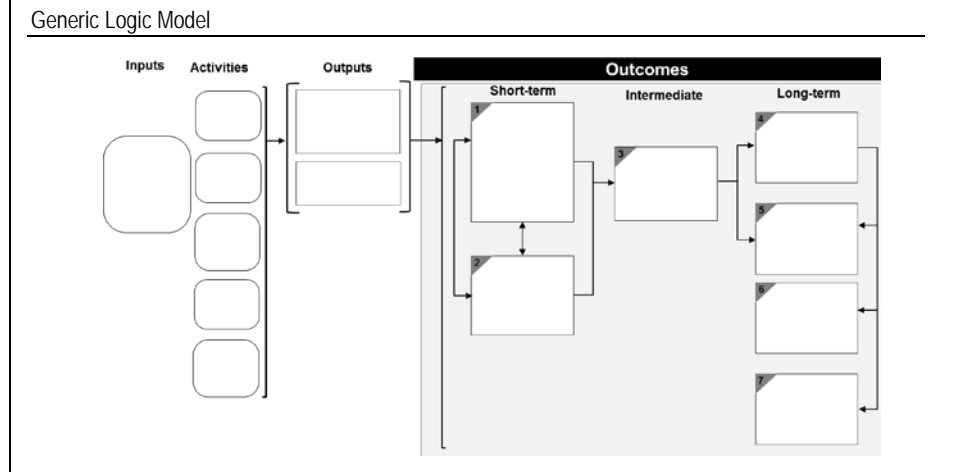 Generic Logic Model
Inputs Activities Outputs Outcomes
Short-term Intermediate Long-term
1
2
3
4
5
6
7